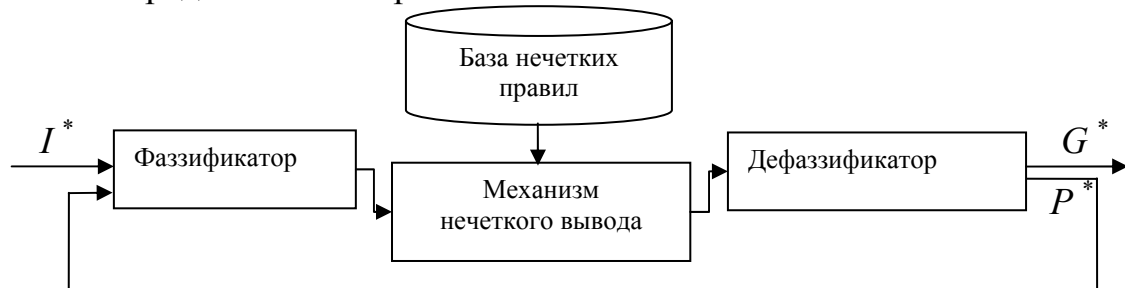 База нечетких
правил
I *
G *
Фаззификатор
Дефаззификатор
P *
Механизм
нечеткого вывода